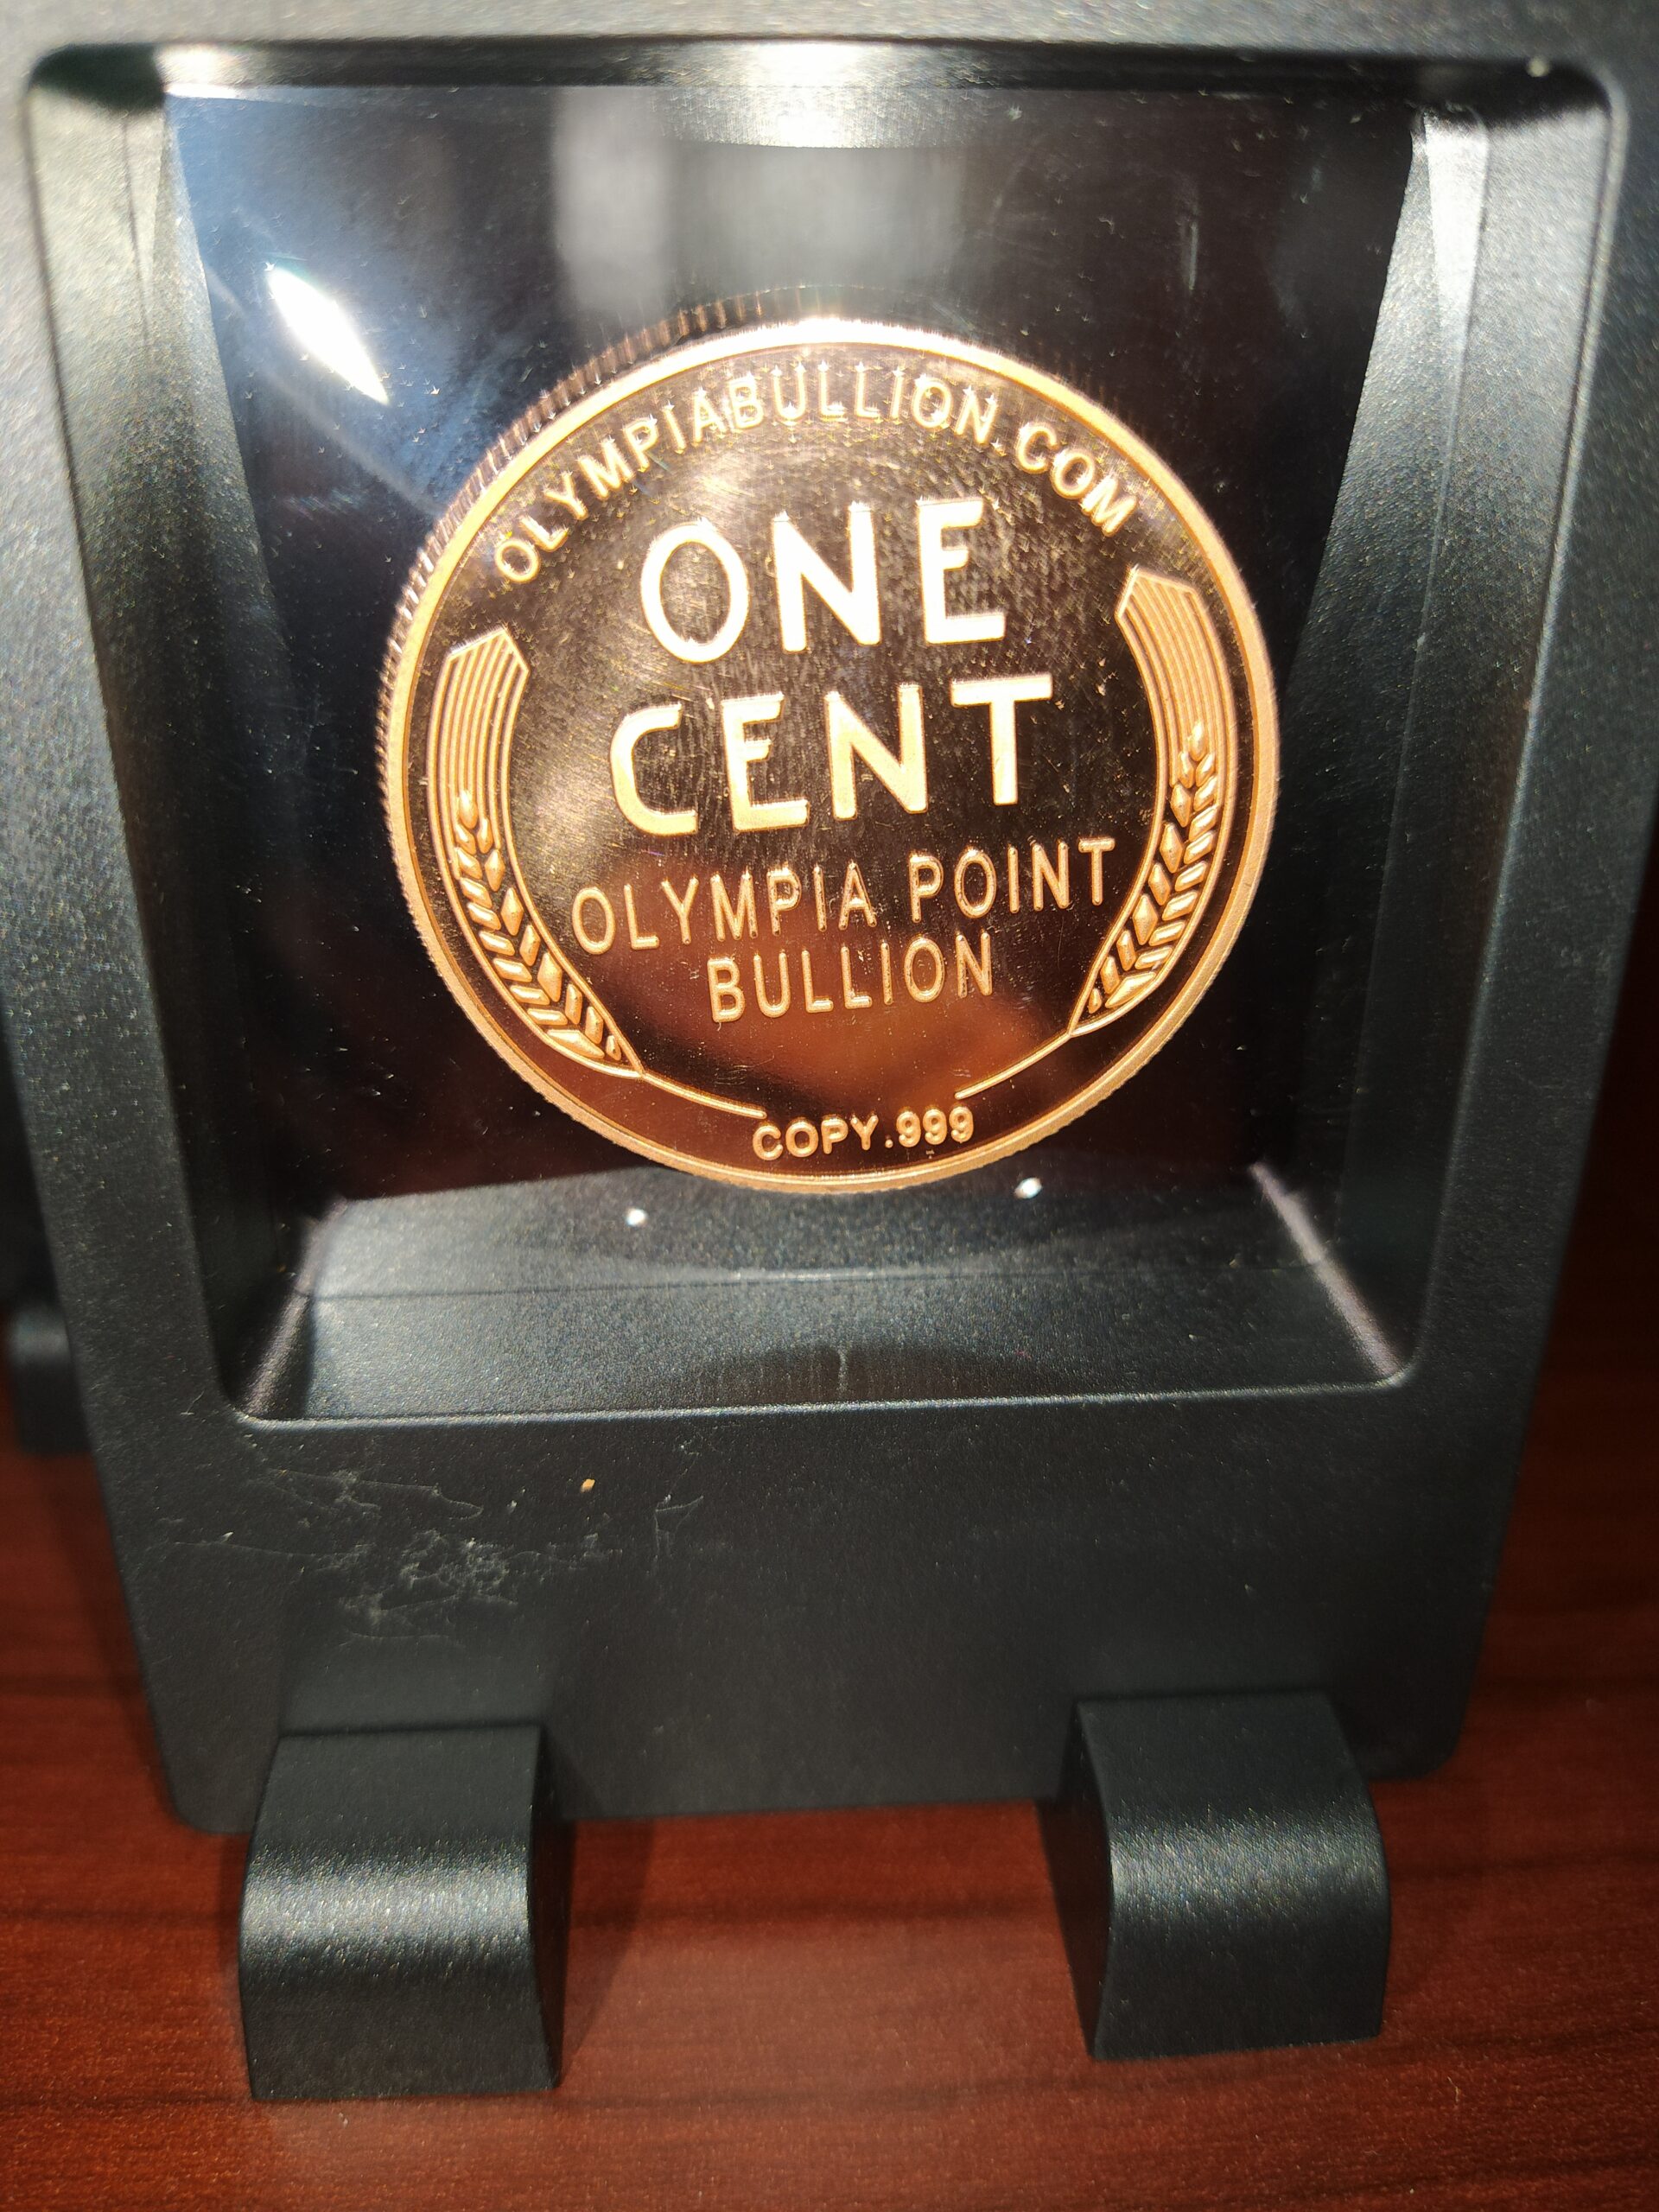 OLYMPIABULLION.COM
ONE
CENT
OLYMPIA POINT
BULLION
COPY.999